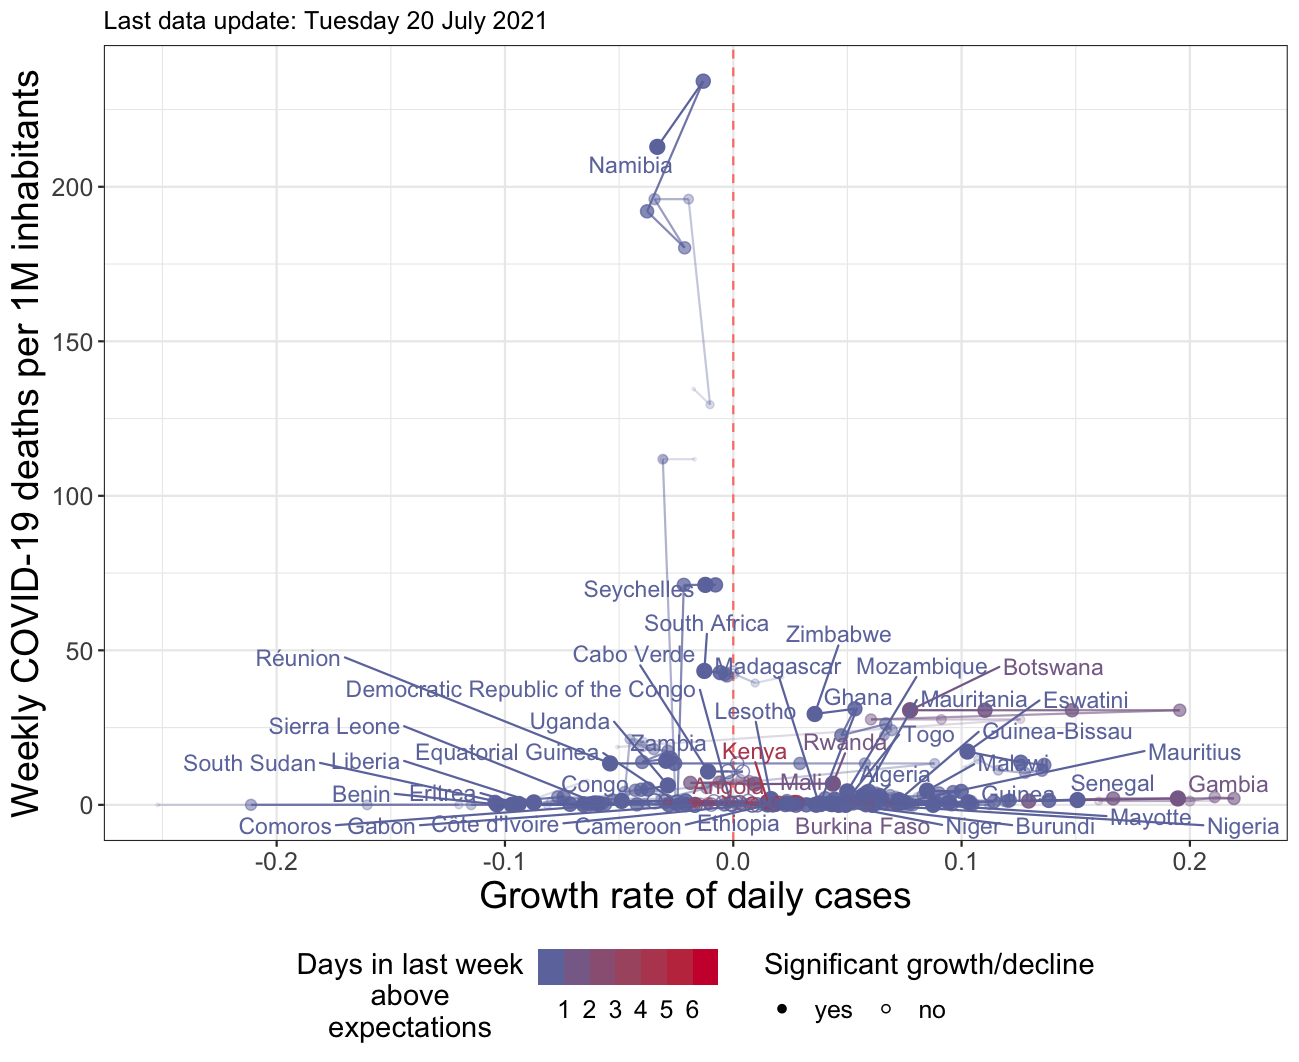 Last data update: Tuesday 20 July 2021
Weekly COVID-19 deaths per 1M inhabitants
200
150
100
50
0
Namibia
Seychelles
South Africa
Zimbabwe
Cabo Verde
Réunion
Madagascar
Mozambique
Botswana
Democratic Republic of the Congo
Ghana
Mauritania
Eswatini
Lesotho
Uganda
Sierra Leone
Togo
Guinea-Bissau
Zambia
Rwanda
Equatorial Guinea
Kenya
Mauritius
South Sudan
Liberia
Malawi
Algeria
Congo
Angola
Mali
Senegal
Gambia
Benin
Eritrea
Guinea
Mayotte
Comoros
Gabon
Côte d'Ivoire
Cameroon
Ethiopia
Burkina Faso
Niger
Burundi
Nigeria
-0.2
-0.1
0.0
0.1
0.2
Growth rate of daily cases
Days in last week
above
expectations
1 2 3 4 5 6
Significant growth/decline
yes
no